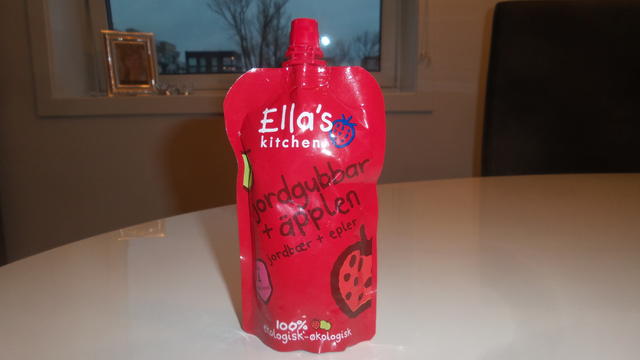 Ella's
kitchen
jordgubbar
+ äpplen
jordbær + epler
100%
ekologisk-økologisk